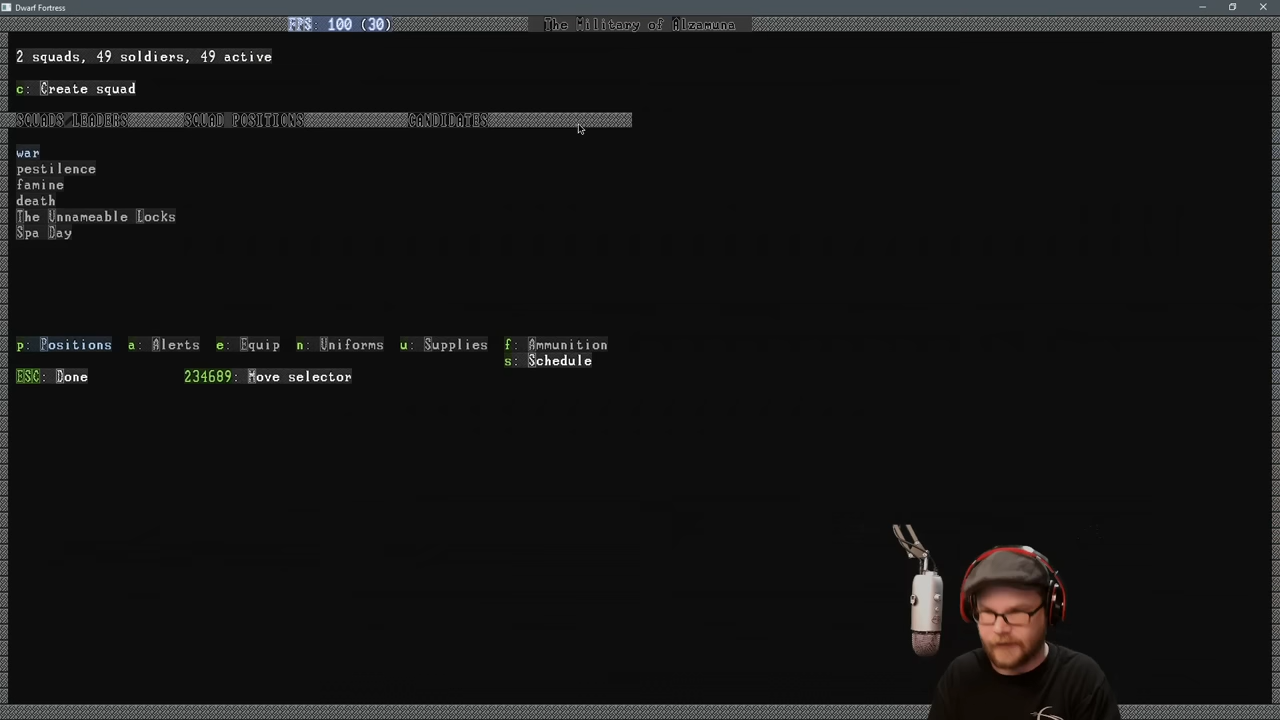 Dwarf Fortress
FPS: 100 (30) The Military of Alzamuna
2 squads, 49 soldiers, 49 active
c: Create squad
SQUADS/LEADERS SQUAD POSITIONS CANDIDATES
war
pestilence
famine
death
The Unnameable Locks
Spa Day
p: Positions a: Alerts e: Equip n: Uniforms u: Supplies f: Ammunition
s: Schedule
ESC: Done 234689: Move selector